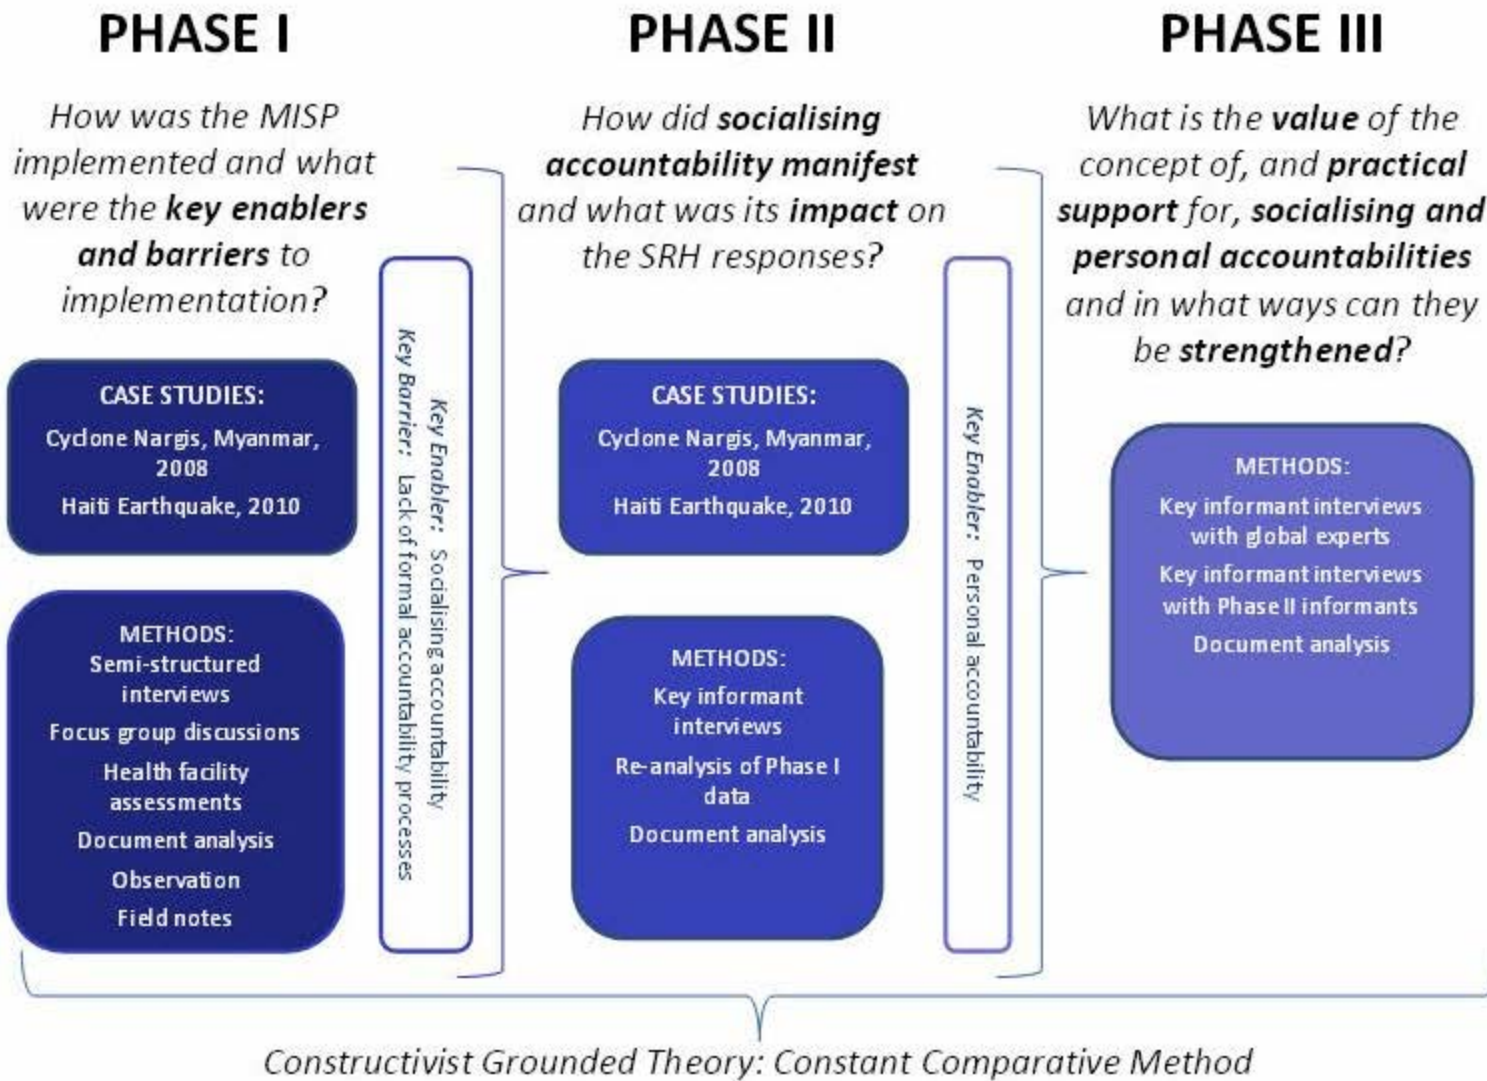 PHASE I
How was the MISP
implemented and what
were the key enablers
and barriers to
implementation?
CASE STUDIES:
Cyclone Nargis, Myanmar,
2008
Haiti Earthquake, 2010
METHODS:
Semi-structured
interviews
Focus group discussions
Health facility
assessments
Document analysis
Observation
Field notes
Key Enabler: Socialising accountability
Key Barrier: Lack of formal accountability processes
PHASE II
How did socialising
accountability manifest
and what was its impact on
the SRH responses?
CASE STUDIES:
Cyclone Nargis, Myanmar,
2008
Haiti Earthquake, 2010
METHODS:
Key informant
interviews
Re-analysis of Phase I
data
Document analysis
Key Enabler: Personal accountability
PHASE III
What is the value of the
concept of, and practical
support for, socialising and
personal accountabilities
and in what ways can they
be strengthened?
METHODS:
Key informant interviews
with global experts
Key informant interviews
with Phase II informants
Document analysis
Constructivist Grounded Theory: Constant Comparative Method